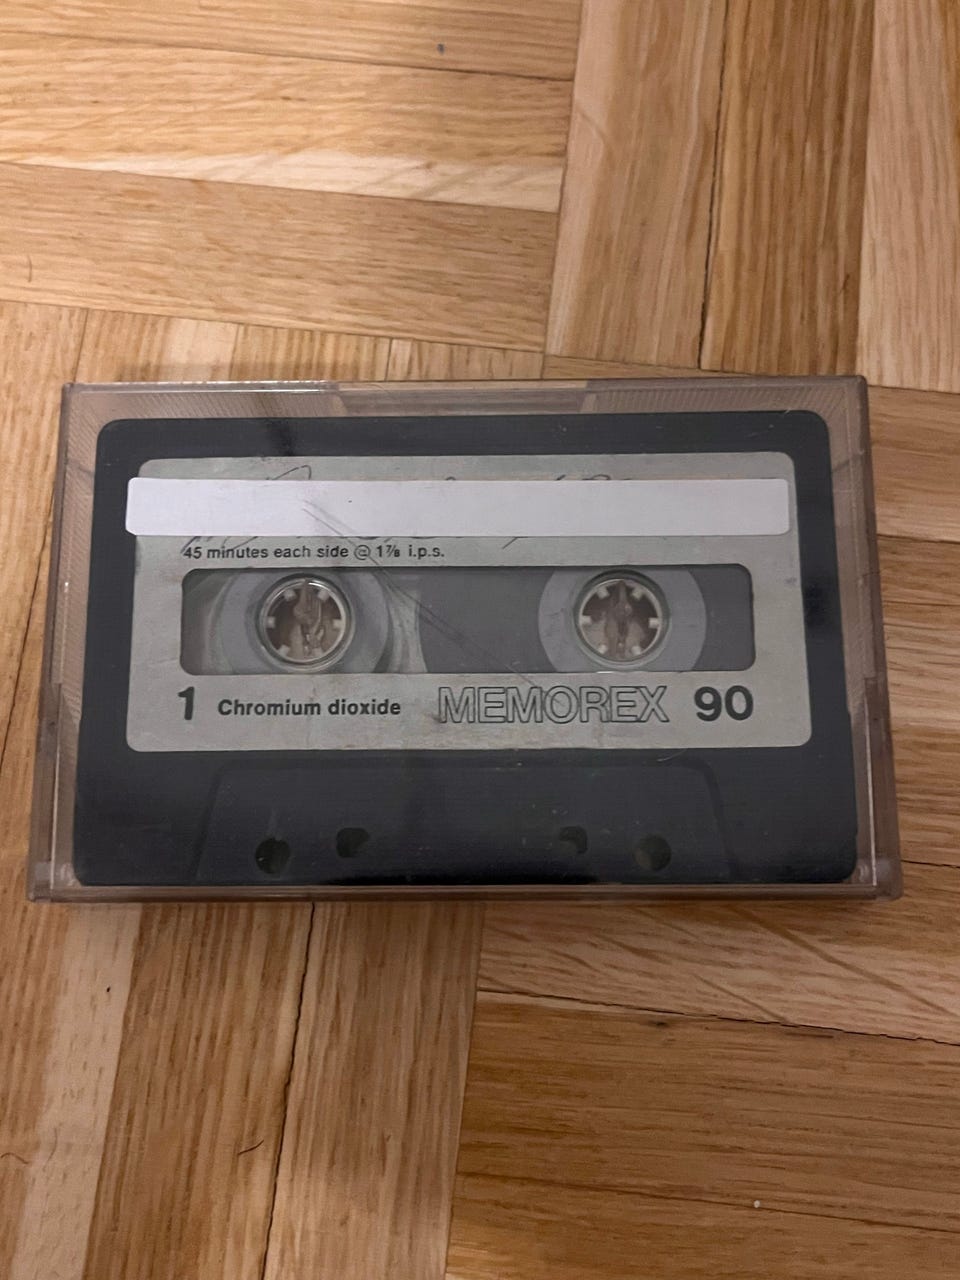 45 minutes each side @ 1⅞ i.p.s.
1 Chromium dioxide MEMOREX 90